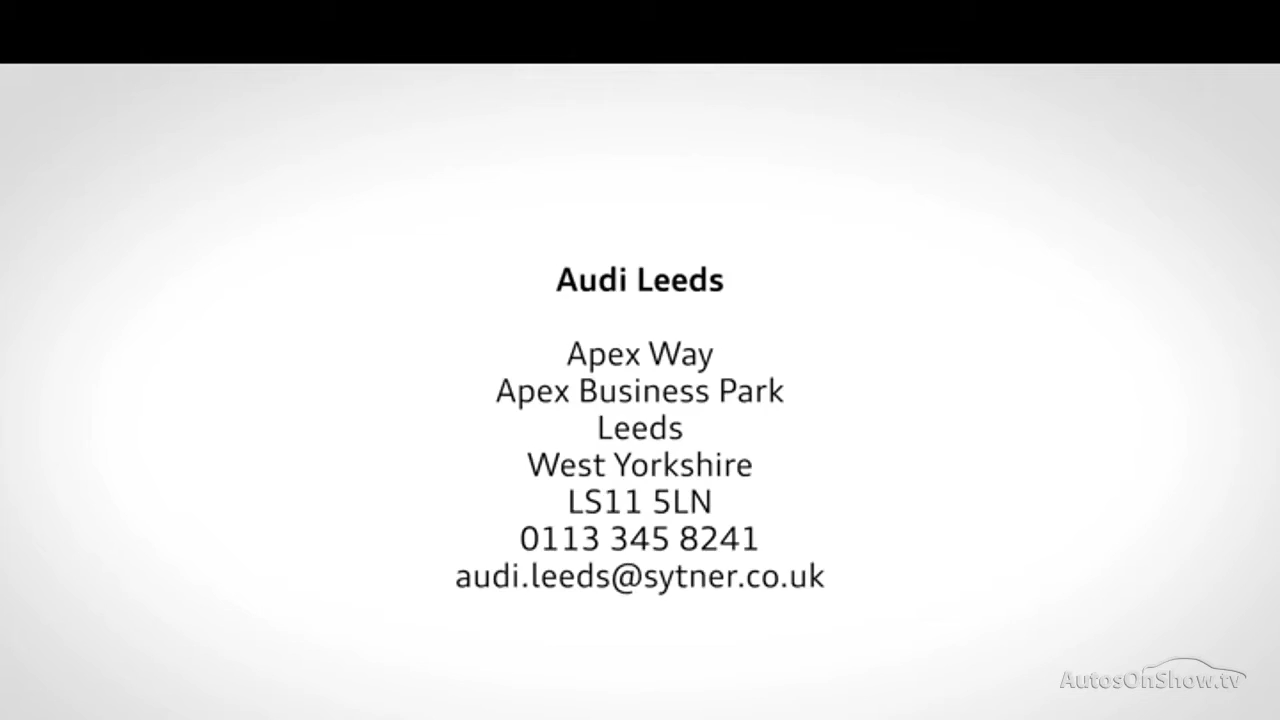 Audi Leeds
Apex Way
Apex Business Park
Leeds
West Yorkshire
LS11 5LN
0113 345 8241
audi.leeds@sytner.co.uk
AutosOnShow.tv